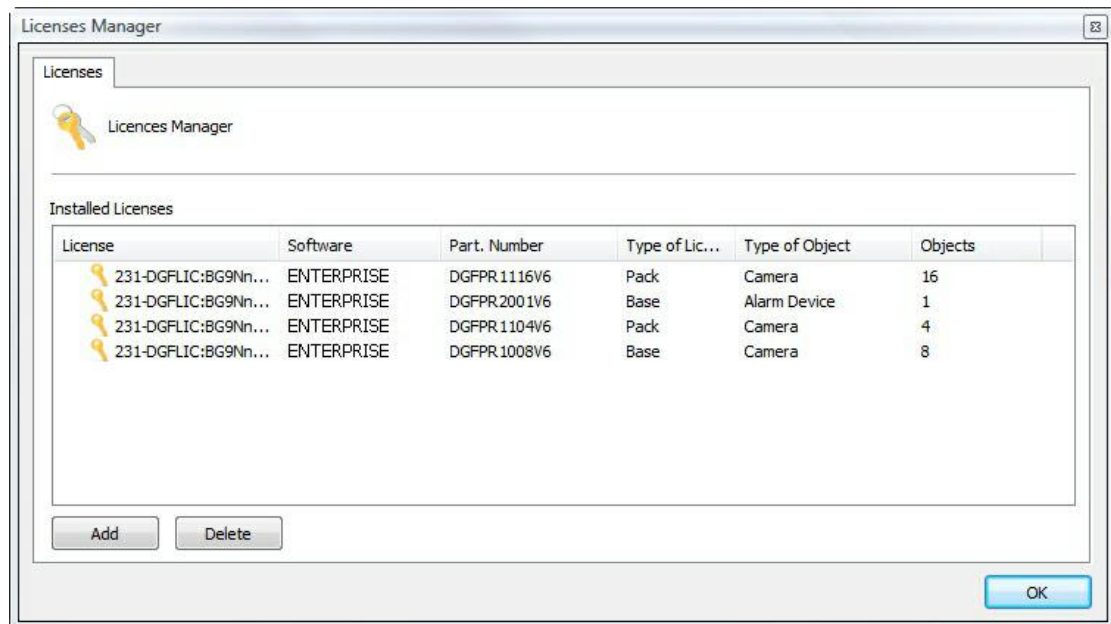 Licenses Manager
Licenses
Licences Manager
Installed Licenses
License Software Part. Number Type of Lic... Type of Object Objects
231-DGFLIC:BG9Nn... ENTERPRISE DGFPR1116V6 Pack Camera 16
231-DGFLIC:BG9Nn... ENTERPRISE DGFPR2001V6 Base Alarm Device 1
231-DGFLIC:BG9Nn... ENTERPRISE DGFPR1104V6 Pack Camera 4
231-DGFLIC:BG9Nn... ENTERPRISE DGFPR1008V6 Base Camera 8
Add Delete
OK